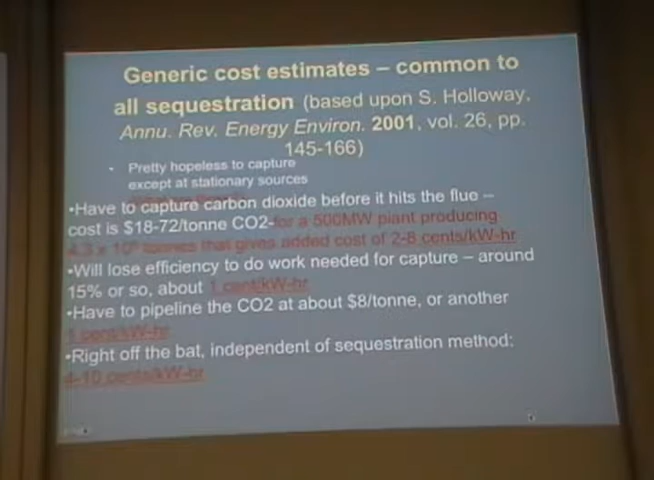 Generic cost estimates – common to
all sequestration (based upon S. Holloway,
Annu. Rev. Energy Environ. 2001, vol. 26, pp.
145-166)
• Pretty hopeless to capture
except at stationary sources
•Have to capture carbon dioxide before it hits the flue –
cost is $18-72/tonne CO2-for a 500MW plant producing
tonnes that gives added cost of 2-8 cents/kW-hr
•Will lose efficiency to do work needed for capture – around
15% or so, about 1 cent/kW-hr
•Have to pipeline the CO2 at about $8/tonne, or another
1 cent/kW-hr
•Right off the bat, independent of sequestration method:
4-10 cents/kW-hr